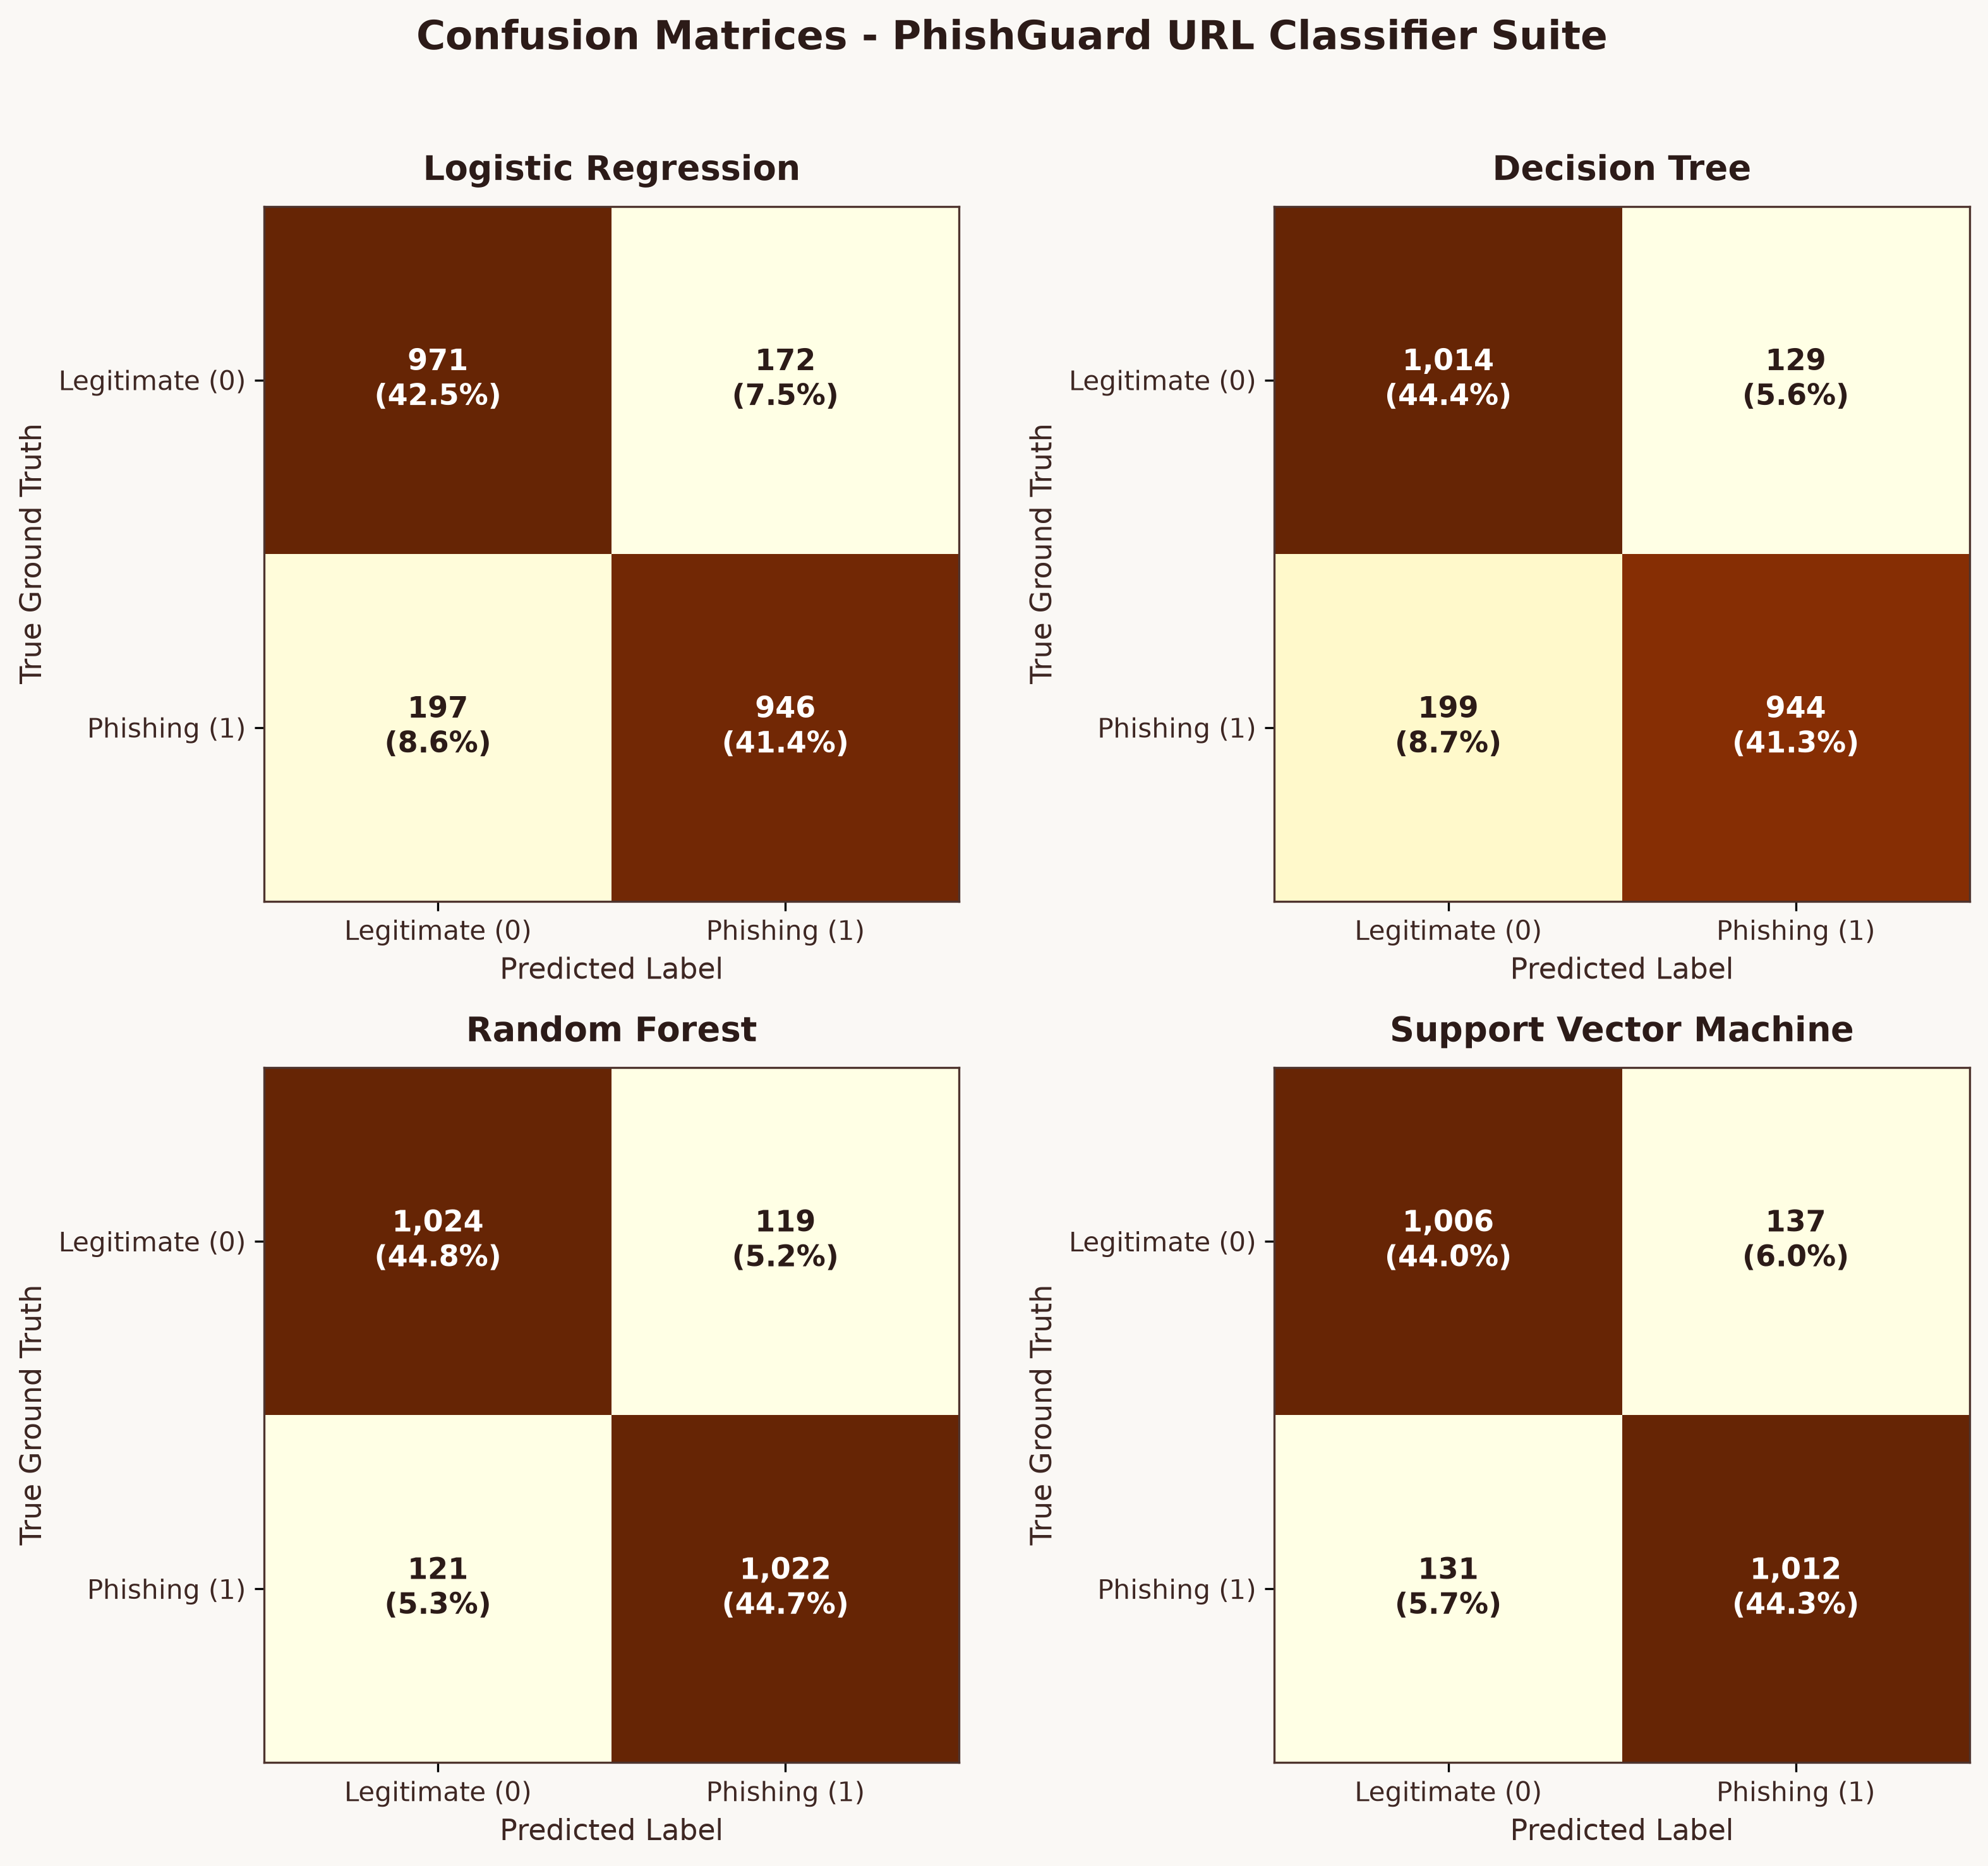 Confusion Matrices - PhishGuard URL Classifier Suite
Logistic Regression
True Ground Truth
Legitimate (0)
Phishing (1)
971
(42.5%)
172
(7.5%)
197
(8.6%)
946
(41.4%)
Legitimate (0)
Phishing (1)
Predicted Label
Decision Tree
True Ground Truth
Legitimate (0)
Phishing (1)
1,014
(44.4%)
129
(5.6%)
199
(8.7%)
944
(41.3%)
Legitimate (0)
Phishing (1)
Predicted Label
Random Forest
True Ground Truth
Legitimate (0)
Phishing (1)
1,024
(44.8%)
119
(5.2%)
121
(5.3%)
1,022
(44.7%)
Legitimate (0)
Phishing (1)
Predicted Label
Support Vector Machine
True Ground Truth
Legitimate (0)
Phishing (1)
1,006
(44.0%)
137
(6.0%)
131
(5.7%)
1,012
(44.3%)
Legitimate (0)
Phishing (1)
Predicted Label